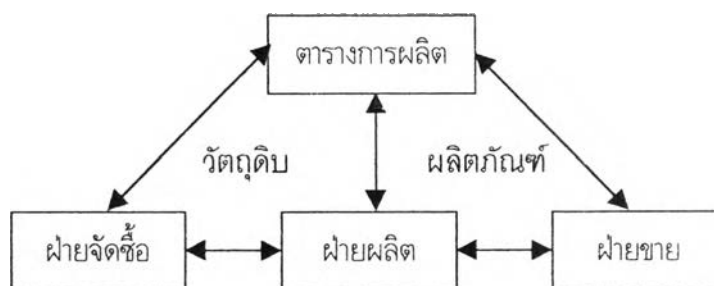 ตารางการผลิต
วัตถุดิบ ผลิตภัณฑ์
ฝ่ายจัดซื้อ ฝ่ายผลิต ฝ่ายขาย